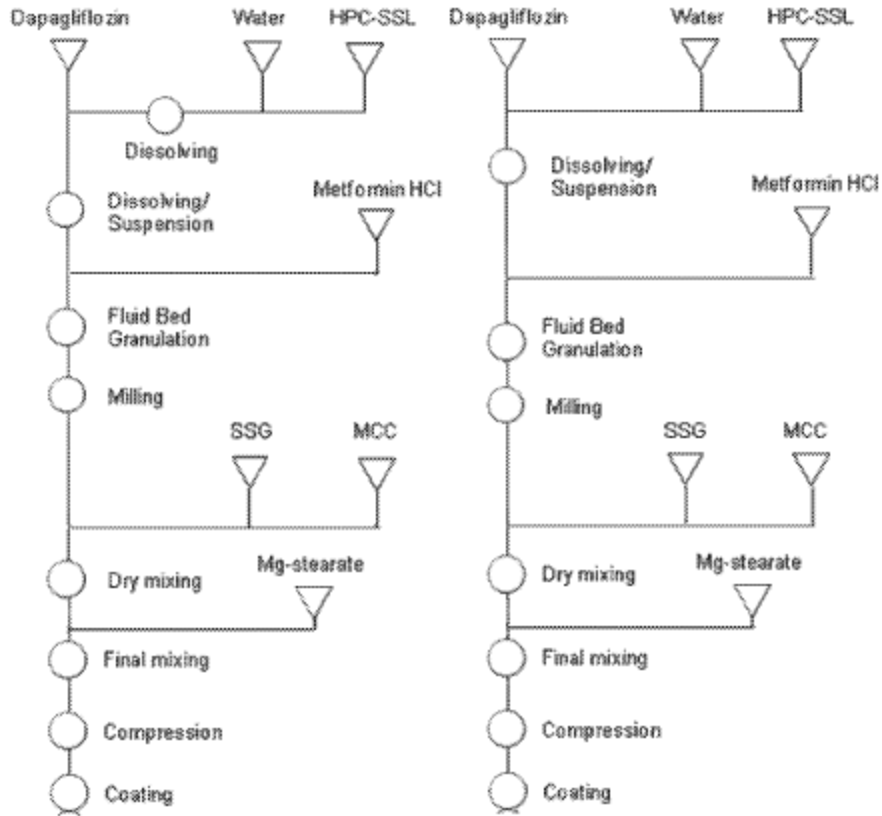 Dapagliflozin
Water
HPC-SSL
Dissolving
Dissolving/
Suspension
Metformin HCl
Fluid Bed
Granulation
Milling
SSG
MCC
Dry mixing
Mg-stearate
Final mixing
Compression
Coating
Dapagliflozin
Water
HPC-SSL
Dissolving/
Suspension
Metformin HCl
Fluid Bed
Granulation
Milling
SSG
MCC
Dry mixing
Mg-stearate
Final mixing
Compression
Coating